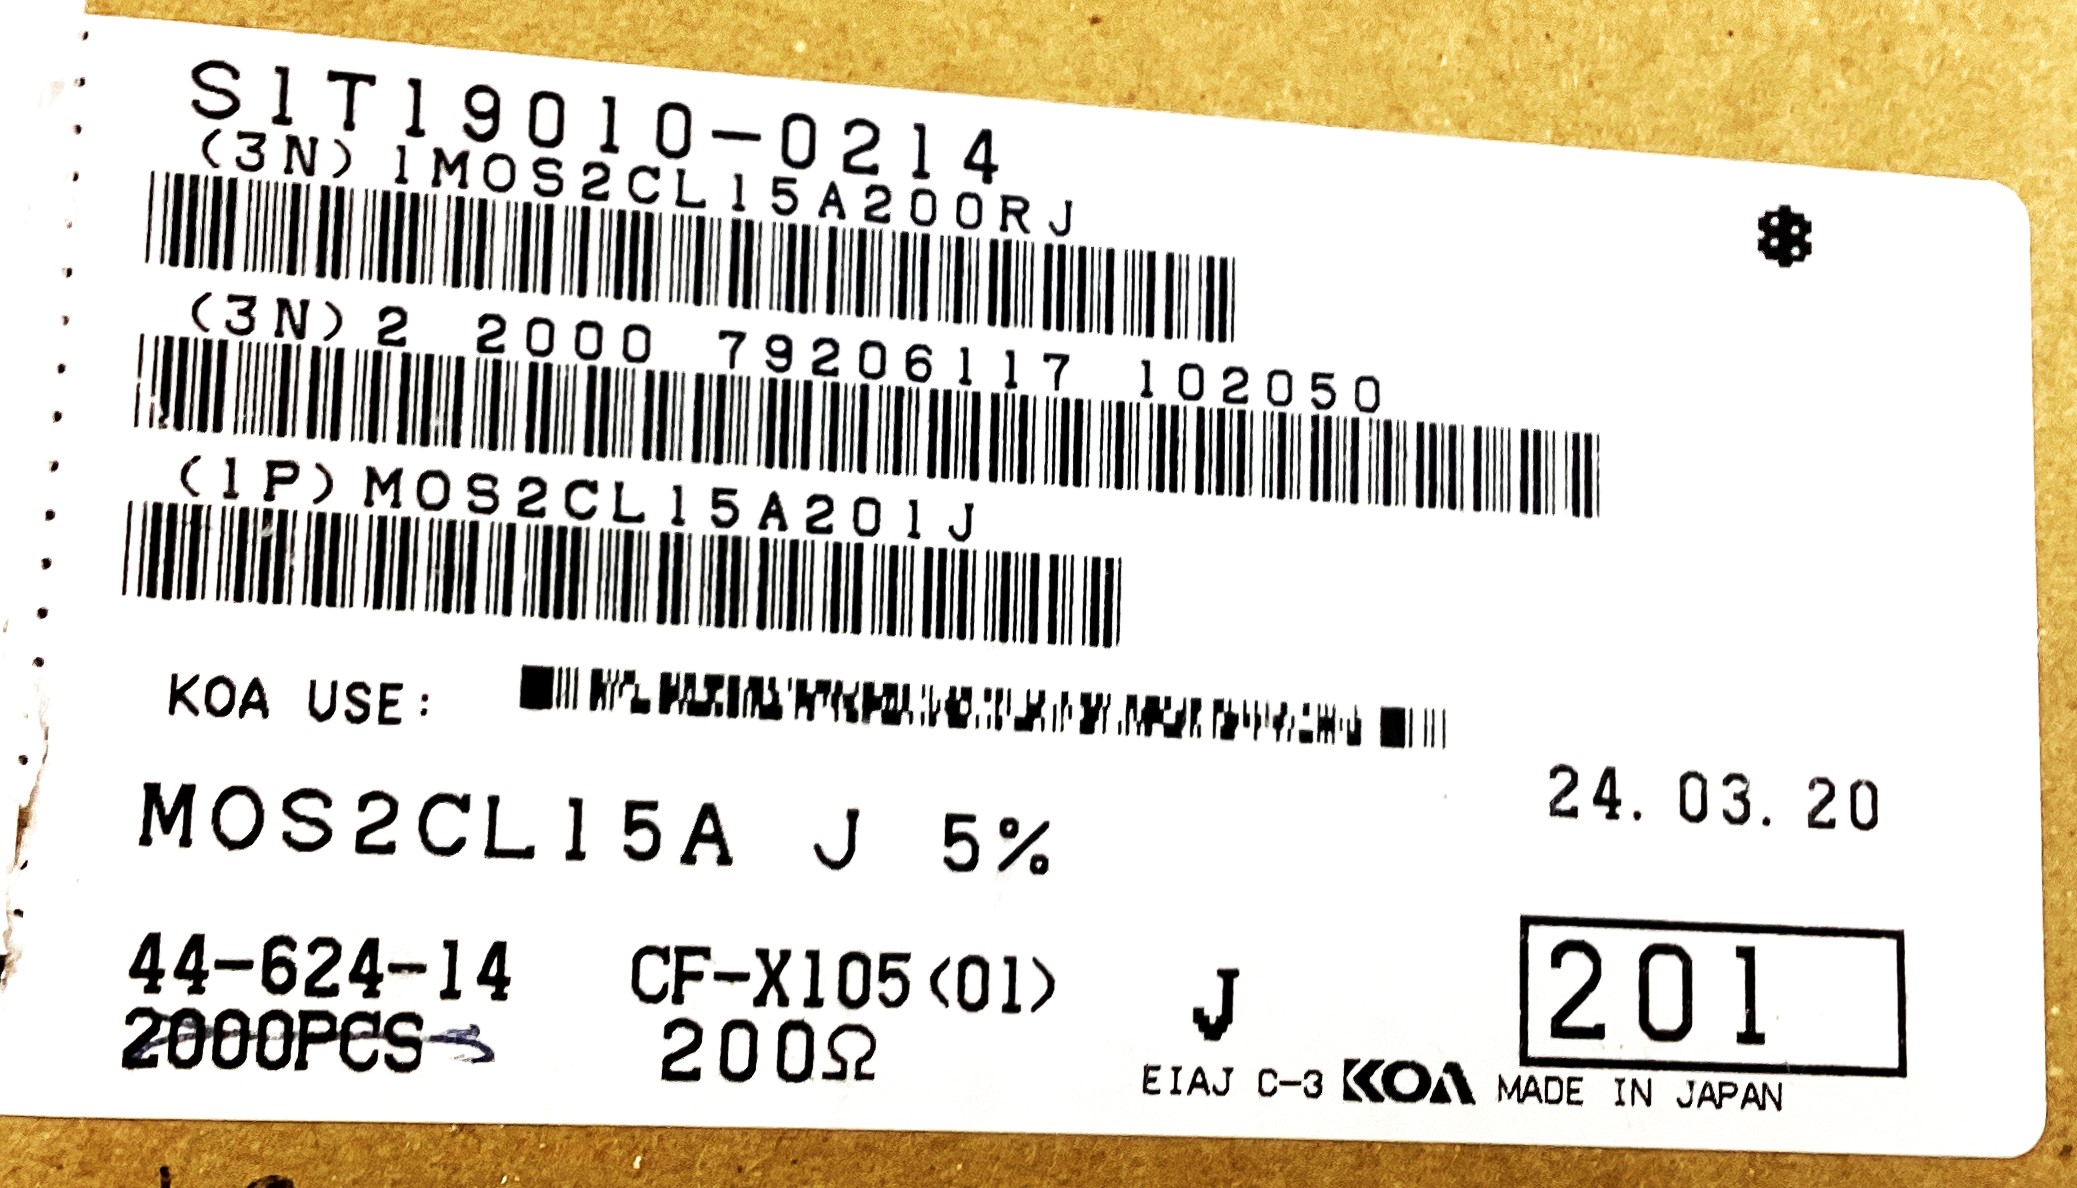 S1T19010-0214
(3N) 1MOS2CL15A200RJ
(3N) 2 2000 79206117 102050
(1P) MOS2CL15A201J
KOA USE:
24.03.20
MOS2CL15A J 5%
44-624-14 CF-X105(01) J 201
2000PCS 200Ω
EIAJ C-3 KOA MADE IN JAPAN